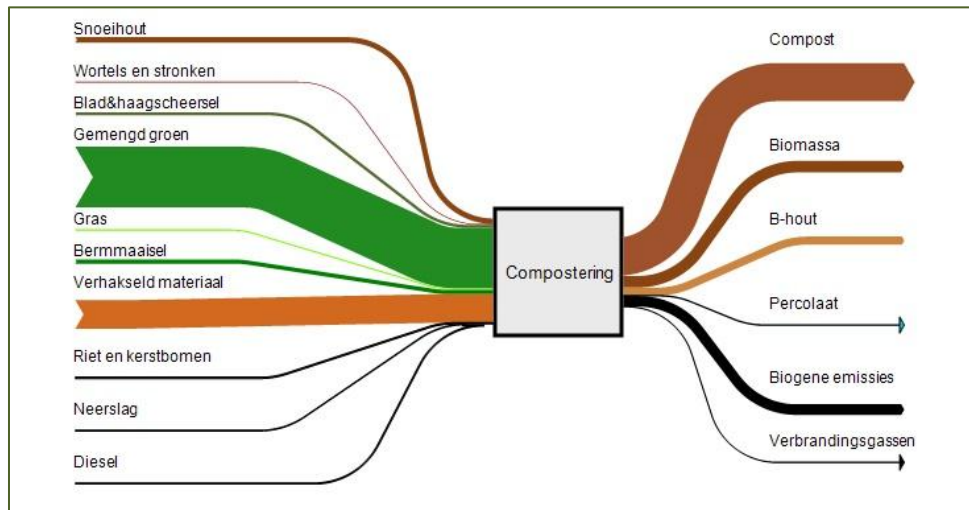 Snoeihout
Wortels en stronken
Blad&haagscheersel
Gemengd groen
Gras
Bermmaaisel
Verhakseld materiaal
Riet en kerstbomen
Neerslag
Diesel
Compostering
Compost
Biomassa
B-hout
Percolaat
Biogene emissies
Verbrandingsgassen